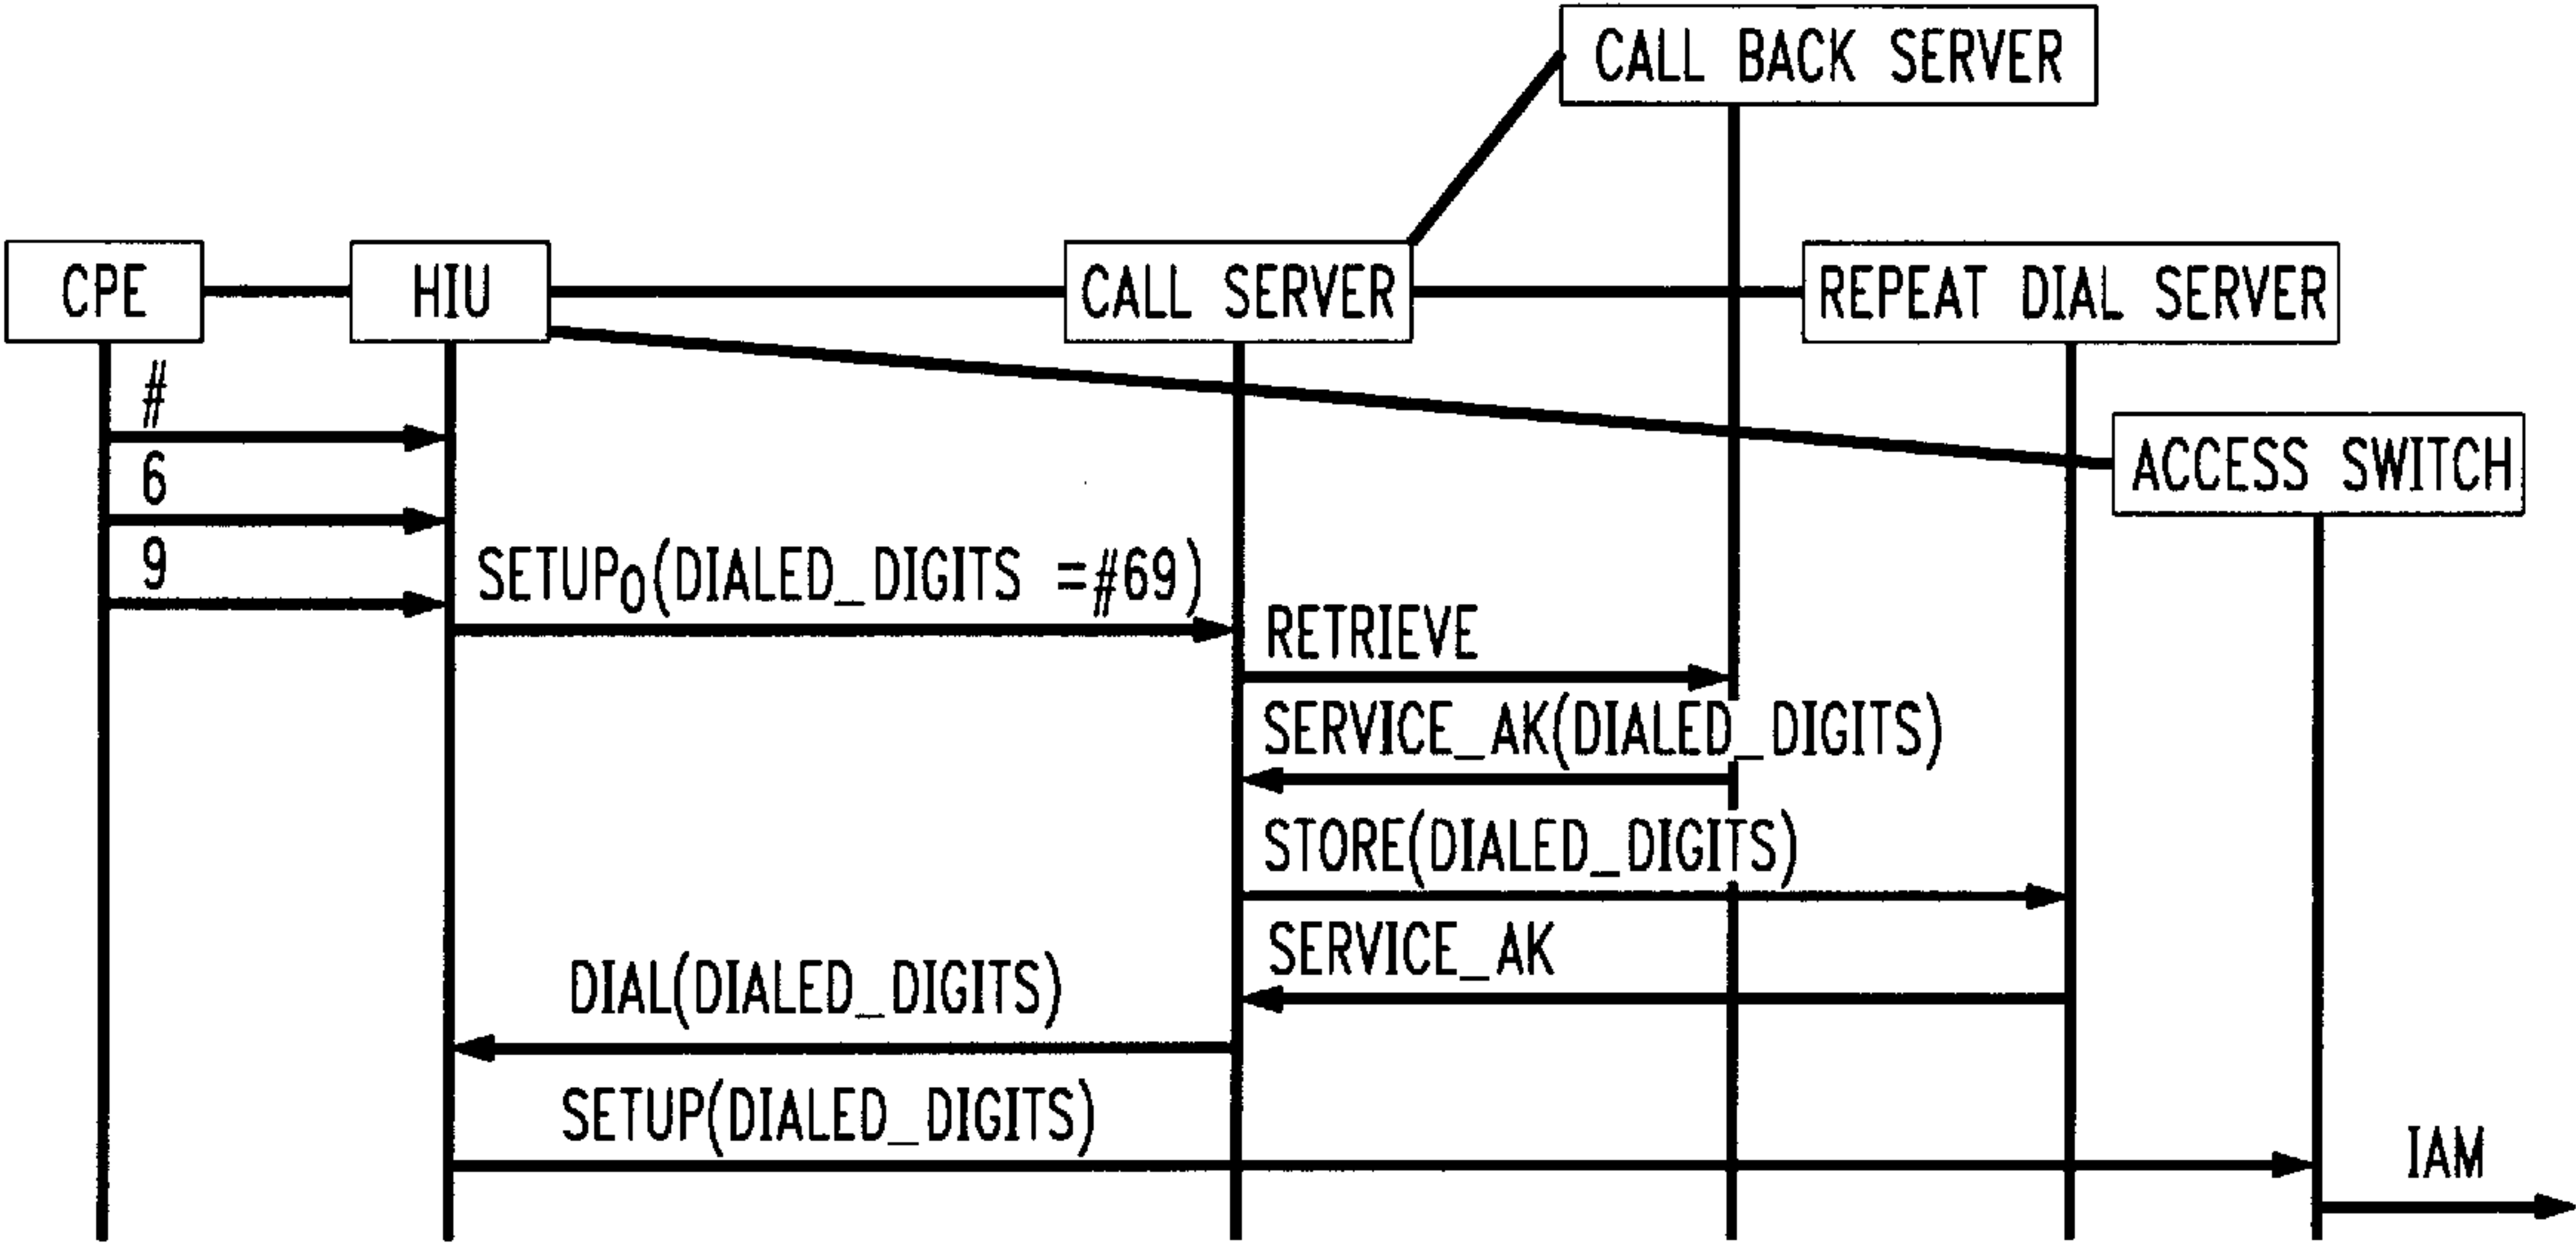 CALL BACK SERVER
CPE
HIU
CALL SERVER
REPEAT DIAL SERVER
ACCESS SWITCH
#
6
9
SETUPO(DIALED_DIGITS =#69)
RETRIEVE
SERVICE_AK(DIALED_DIGITS)
STORE(DIALED_DIGITS)
SERVICE_AK
DIAL(DIALED_DIGITS)
SETUP(DIALED_DIGITS)
IAM